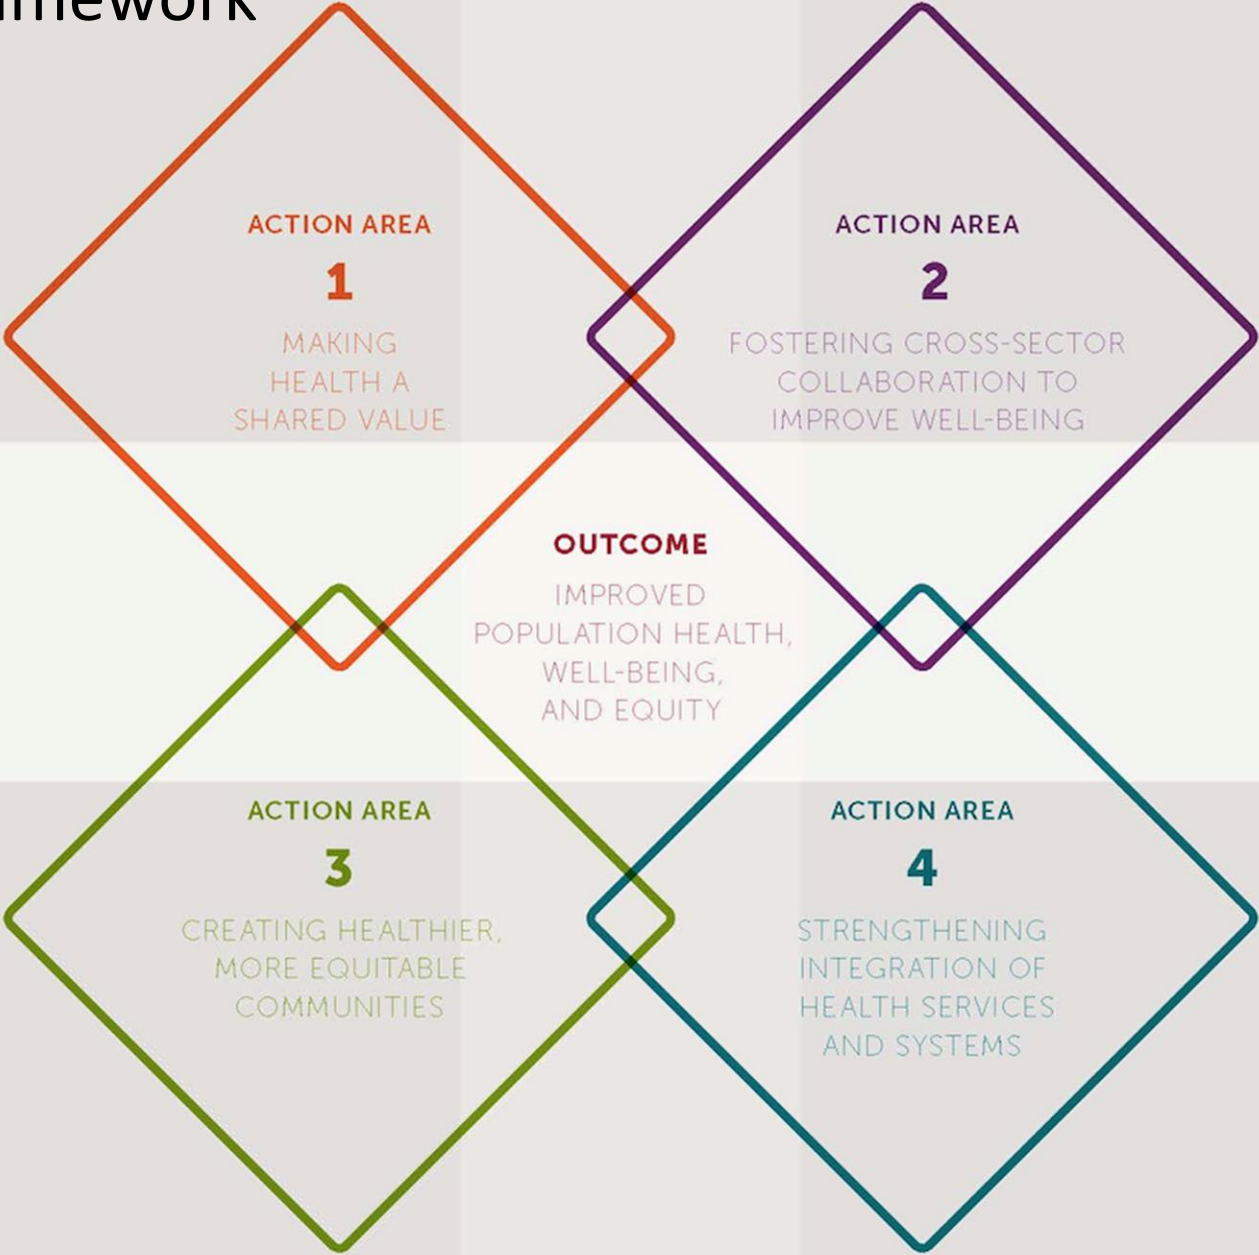 ACTION AREA
1
MAKING
HEALTH A
SHARED VALUE
ACTION AREA
2
FOSTERING CROSS-SECTOR
COLLABORATION TO
IMPROVE WELL-BEING
OUTCOME
IMPROVED
POPULATION HEALTH,
WELL-BEING,
AND EQUITY
ACTION AREA
3
CREATING HEALTHIER,
MORE EQUITABLE
COMMUNITIES
ACTION AREA
4
STRENGTHENING
INTEGRATION OF
HEALTH SERVICES
AND SYSTEMS